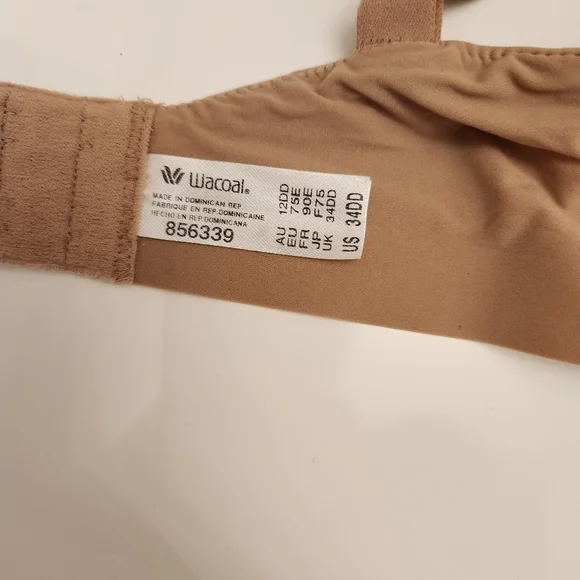 Wacoal®
MADE IN DOMINICAN REP.
FABRIQUE EN REP. DOMINICAINE
HECHO EN REP. DOMINICANA
856339
AU 12DD
EU 75E
FR 90E
JP F75
UK 34DD
US 34DD